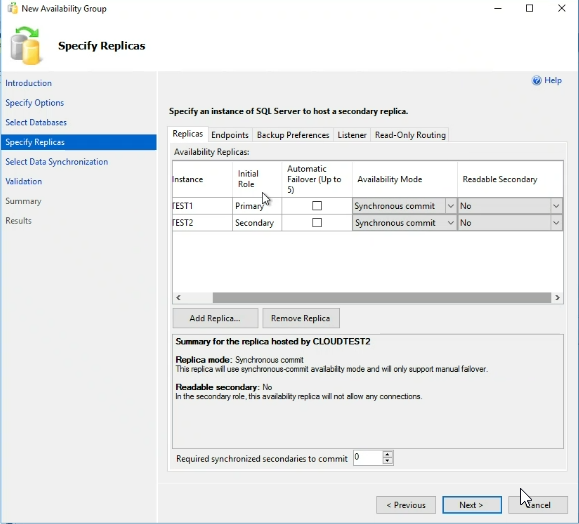 New Availability Group
Specify Replicas
Help
Introduction
Specify Options
Select Databases
Specify Replicas
Select Data Synchronization
Validation
Summary
Results
Specify an instance of SQL Server to host a secondary replica.
Replicas Endpoints Backup Preferences Listener Read-Only Routing
Availability Replicas:
Instance Initial Role Automatic Failover (Up to 5) Availability Mode Readable Secondary
TEST1 Primary Synchronous commit No
TEST2 Secondary Synchronous commit No
Add Replica... Remove Replica
Summary for the replica hosted by CLOUDTEST2
Replica mode: Synchronous commit
This replica will use synchronous-commit availability mode and will only support manual failover.
Readable secondary: No
In the secondary role, this availability replica will not allow any connections.
Required synchronized secondaries to commit 0
< Previous Next > Cancel